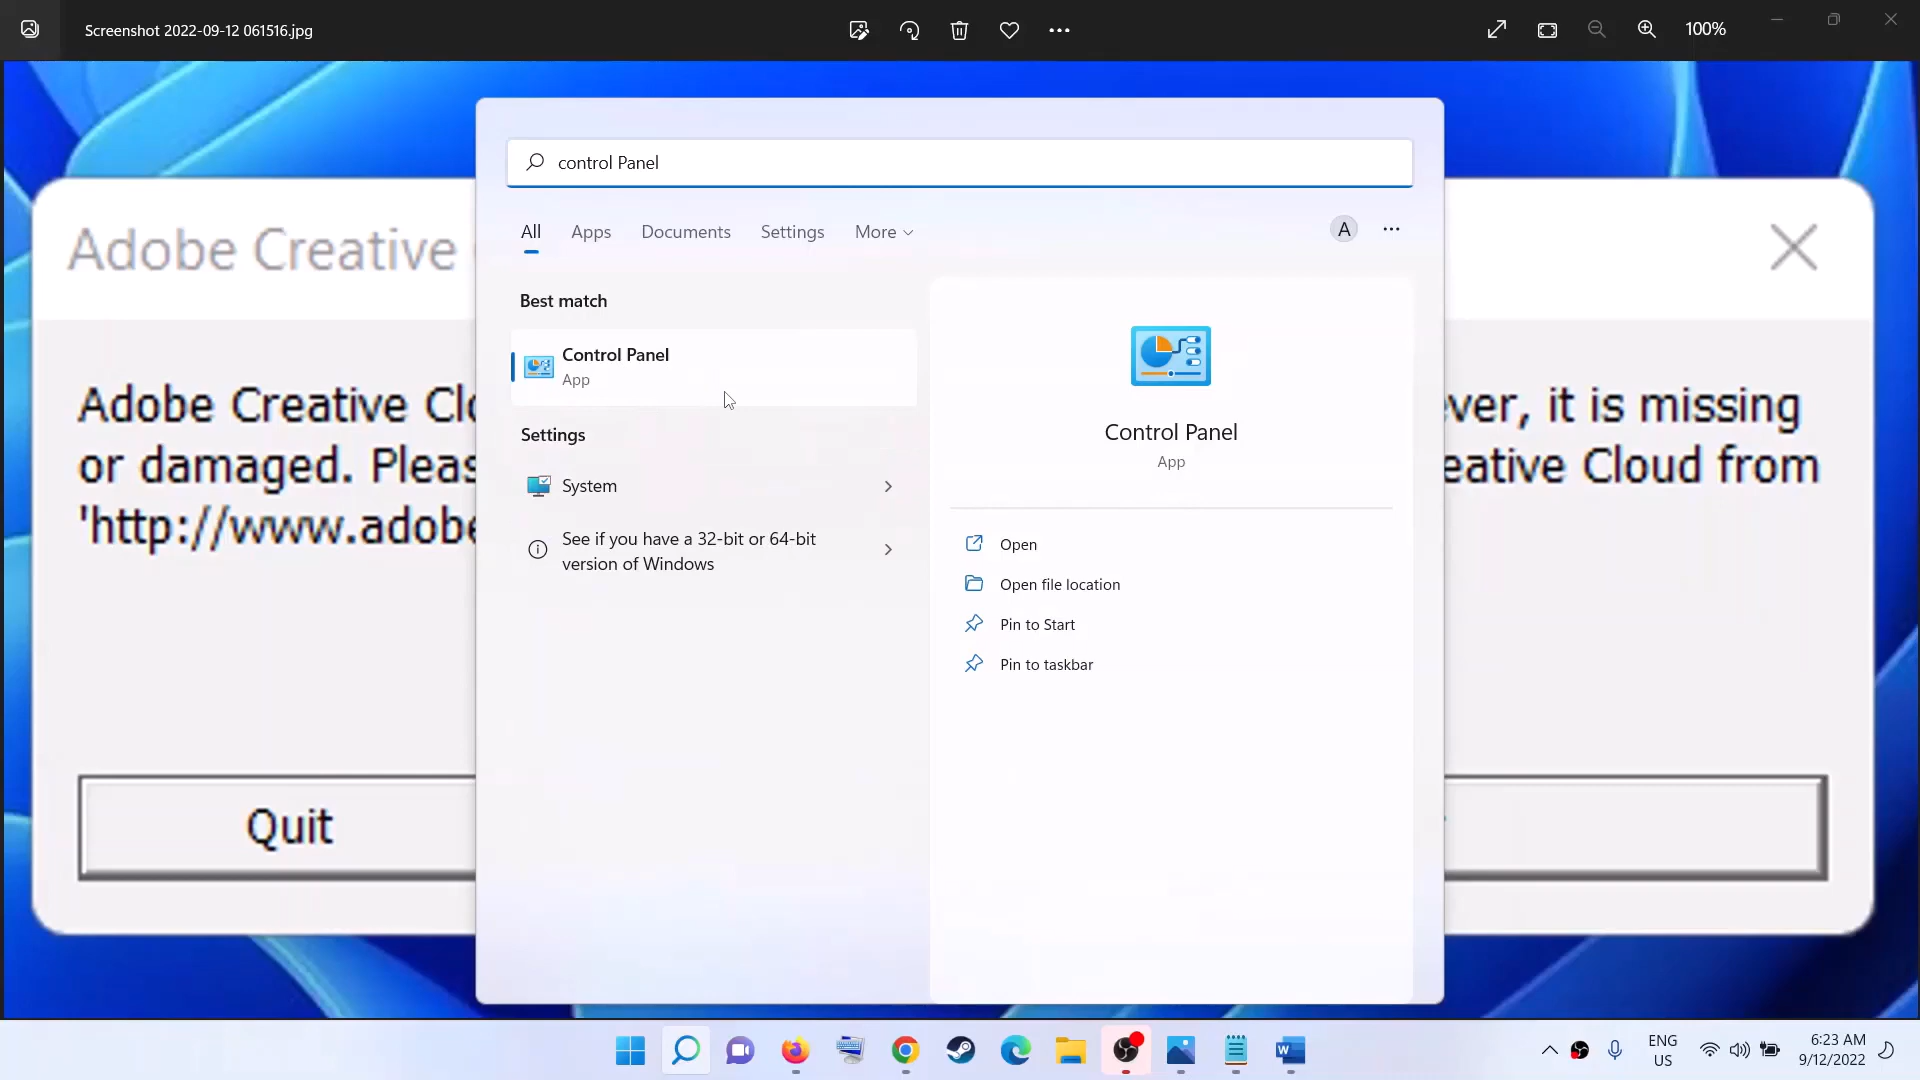 Screenshot 2022-09-12 061516.jpg
100%
control Panel
All Apps Documents Settings More
A
Best match
Control Panel
App
Settings
System
See if you have a 32-bit or 64-bit
version of Windows
Control Panel
App
Open
Open file location
Pin to Start
Pin to taskbar
Adobe Creative
Adobe Creative Clo
or damaged. Pleas
'http://www.adobe
ver, it is missing
eative Cloud from
Quit
ENG
US
6:23 AM
9/12/2022